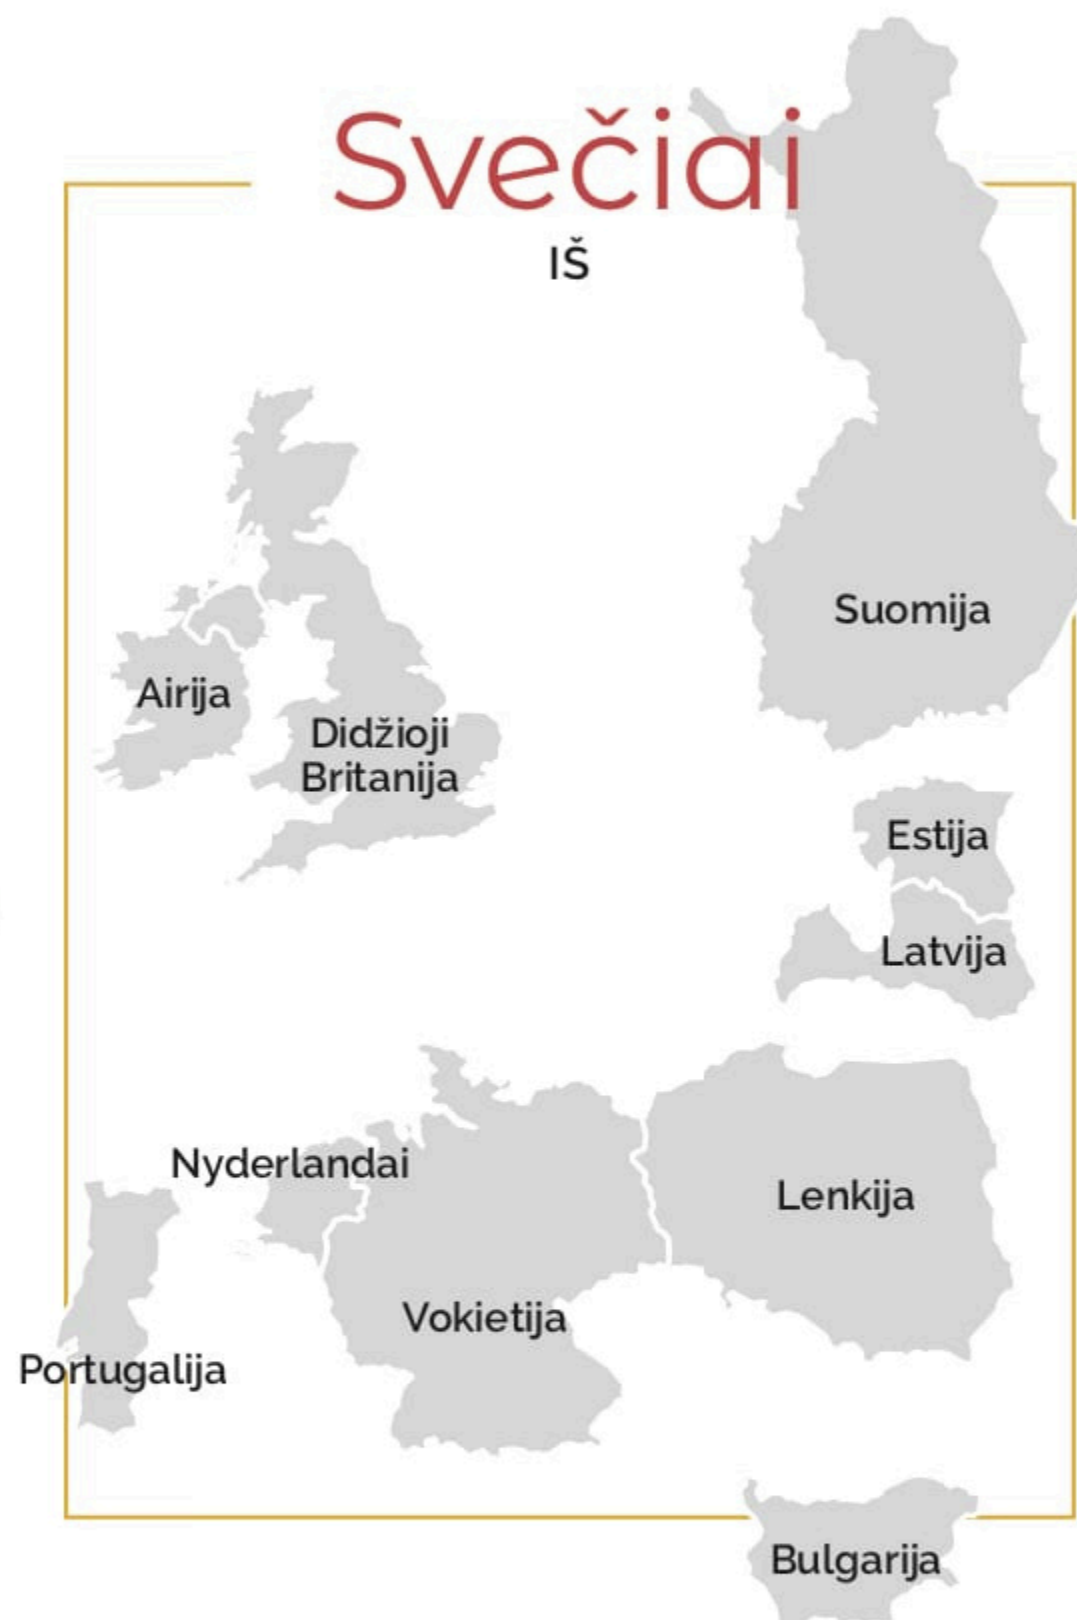 Svečiai
IŠ
Suomija
Airija
Didžioji
Britanija
Estija
Latvija
Nyderlandai
Lenkija
Vokietija
Portugalija
Bulgarija